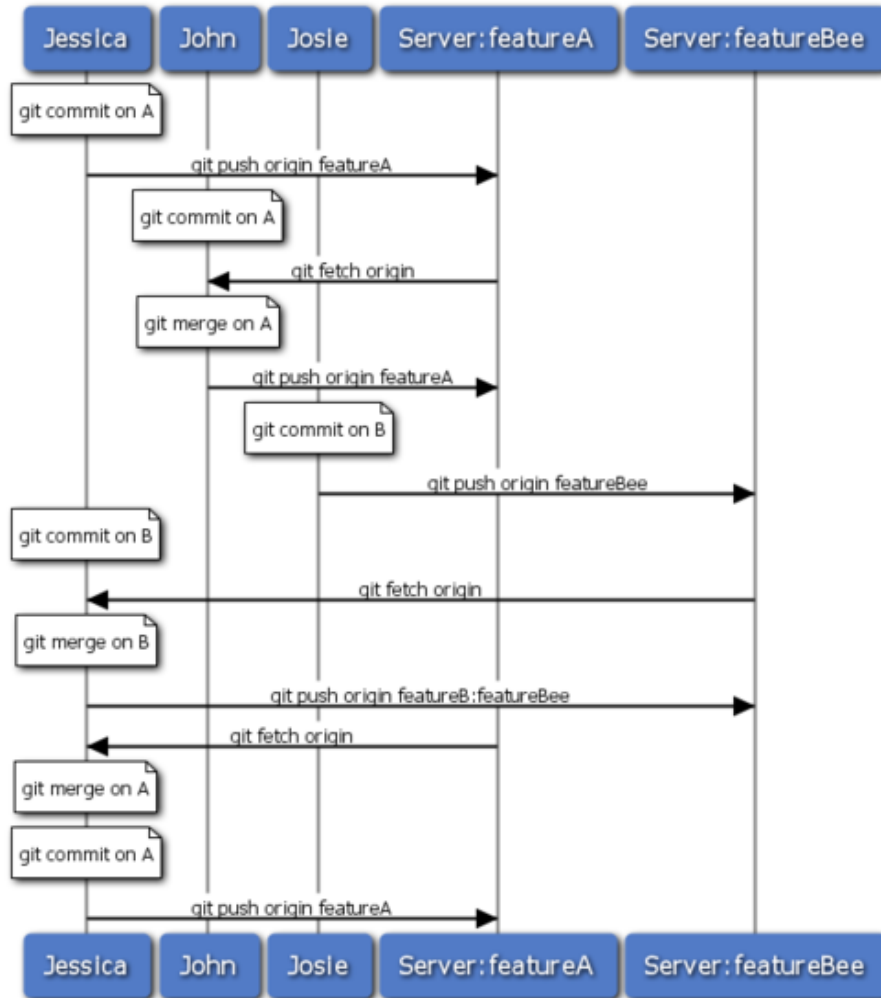 Jessica
John
Josie
Server:featureA
Server:featureBee
git commit on A
git push origin featureA
git commit on A
git fetch origin
git merge on A
git push origin featureA
git commit on B
git push origin featureBee
git commit on B
git fetch origin
git merge on B
git push origin featureB:featureBee
git fetch origin
git merge on A
git commit on A
git push origin featureA
Jessica
John
Josie
Server:featureA
Server:featureBee